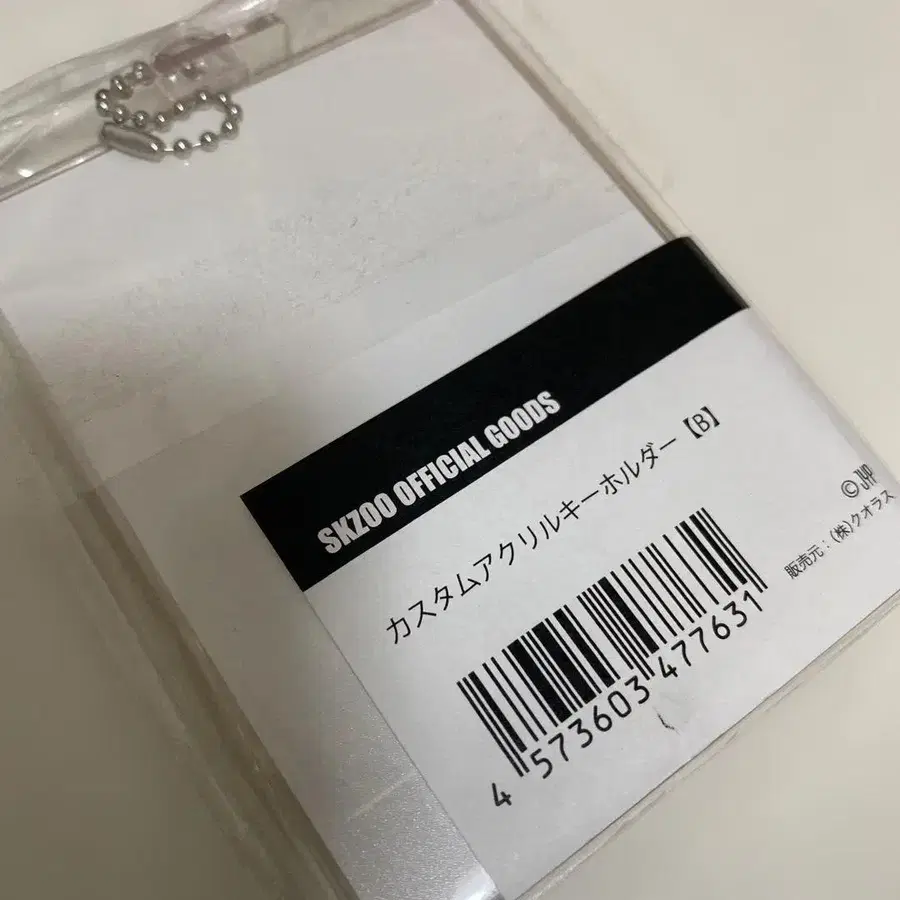 SKZOO OFFICIAL GOODS
カスタムアクリルキーホルダー【B】
© JYP
販売元：(株)クオラス
4 573603 477631